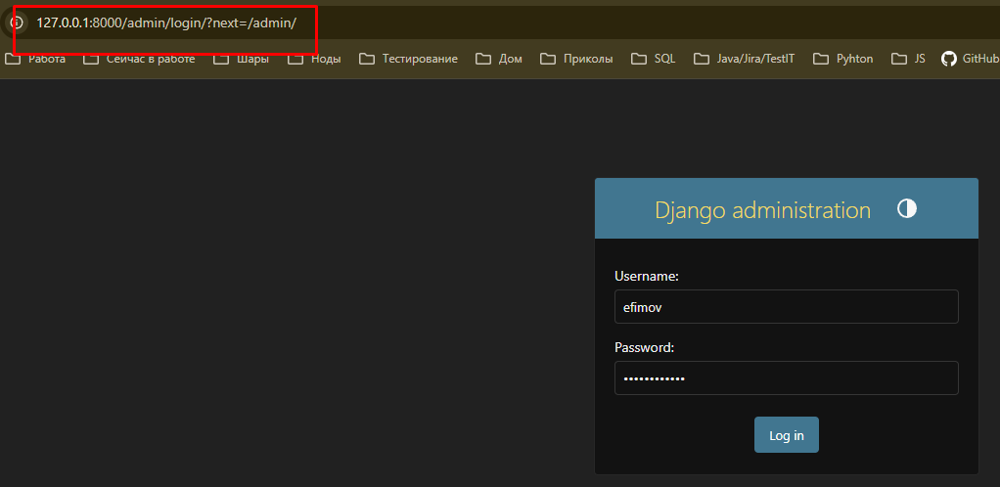 127.0.0.1:8000/admin/login/?next=/admin/
Работа Сейчас в работе Шары Ноды Тестирование Дом Приколы SQL Java/Jira/TestIT Pyhton JS GitHub
Django administration
Username:
efimov
Password:
••••••••••••
Log in